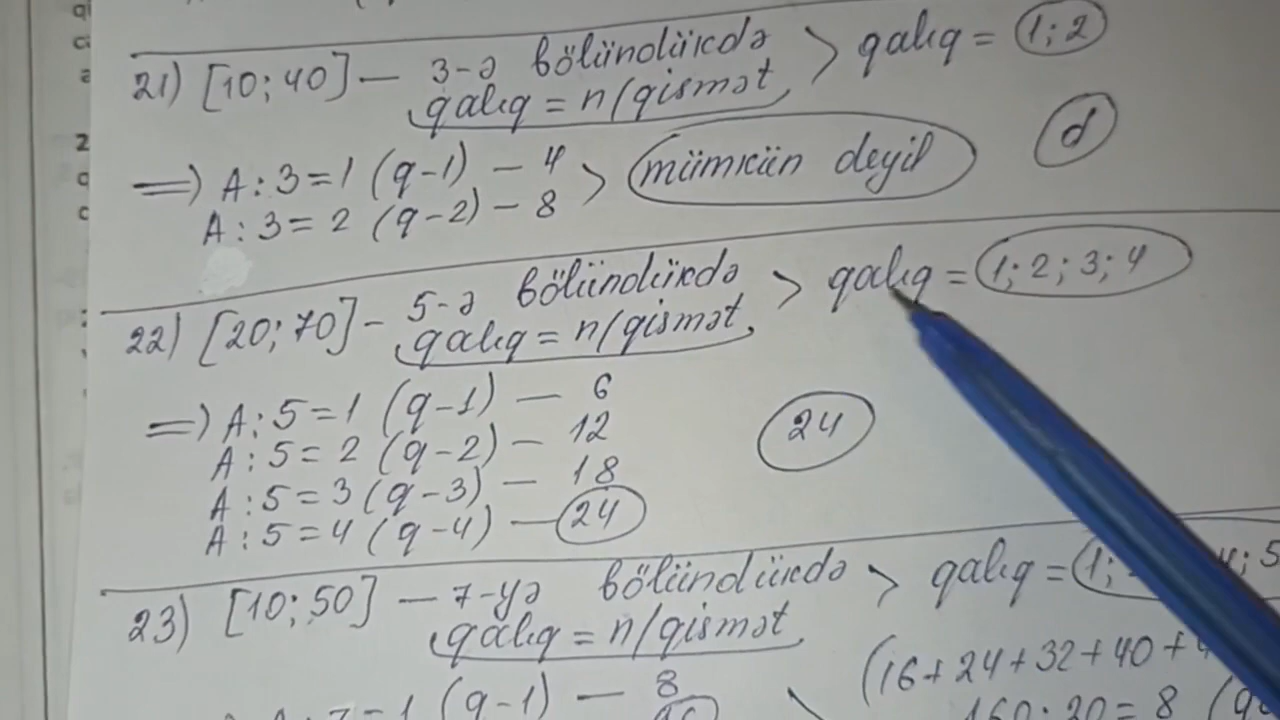 21) [10; 40] — 3-ə bölündükdə > qalıq = 1; 2
qalıq = n/qismət
=> A : 3 = 1 (q-1) – 4 > mümkün deyil d
A : 3 = 2 (q-2) – 8
22) [20; 70] – 5-ə bölündükdə > qalıq = 1; 2; 3; 4
qalıq = n/qismət
=> A : 5 = 1 (q-1) — 6
A : 5 = 2 (q-2) — 12 24
A : 5 = 3 (q-3) — 18
A : 5 = 4 (q-4) — 24
23) [10; 50] — 7-yə bölündükdə > qalıq = 1; ; 5
qalıq = n/qismət
(16 + 24 + 32 + 40 +
(q-1) — 8
160 : 20 = 8